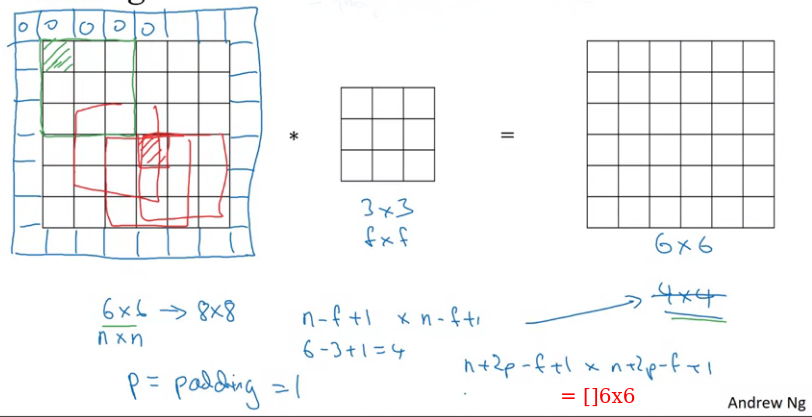 0 0 0 0 0
* =
3x3
fxf
6x6
6x6 → 8x8
nxn
n-f+1 x n-f+1
4x4
6-3+1=4
n+2p-f+1 x n+2p-f+1
p = padding = 1
= []6x6
Andrew Ng